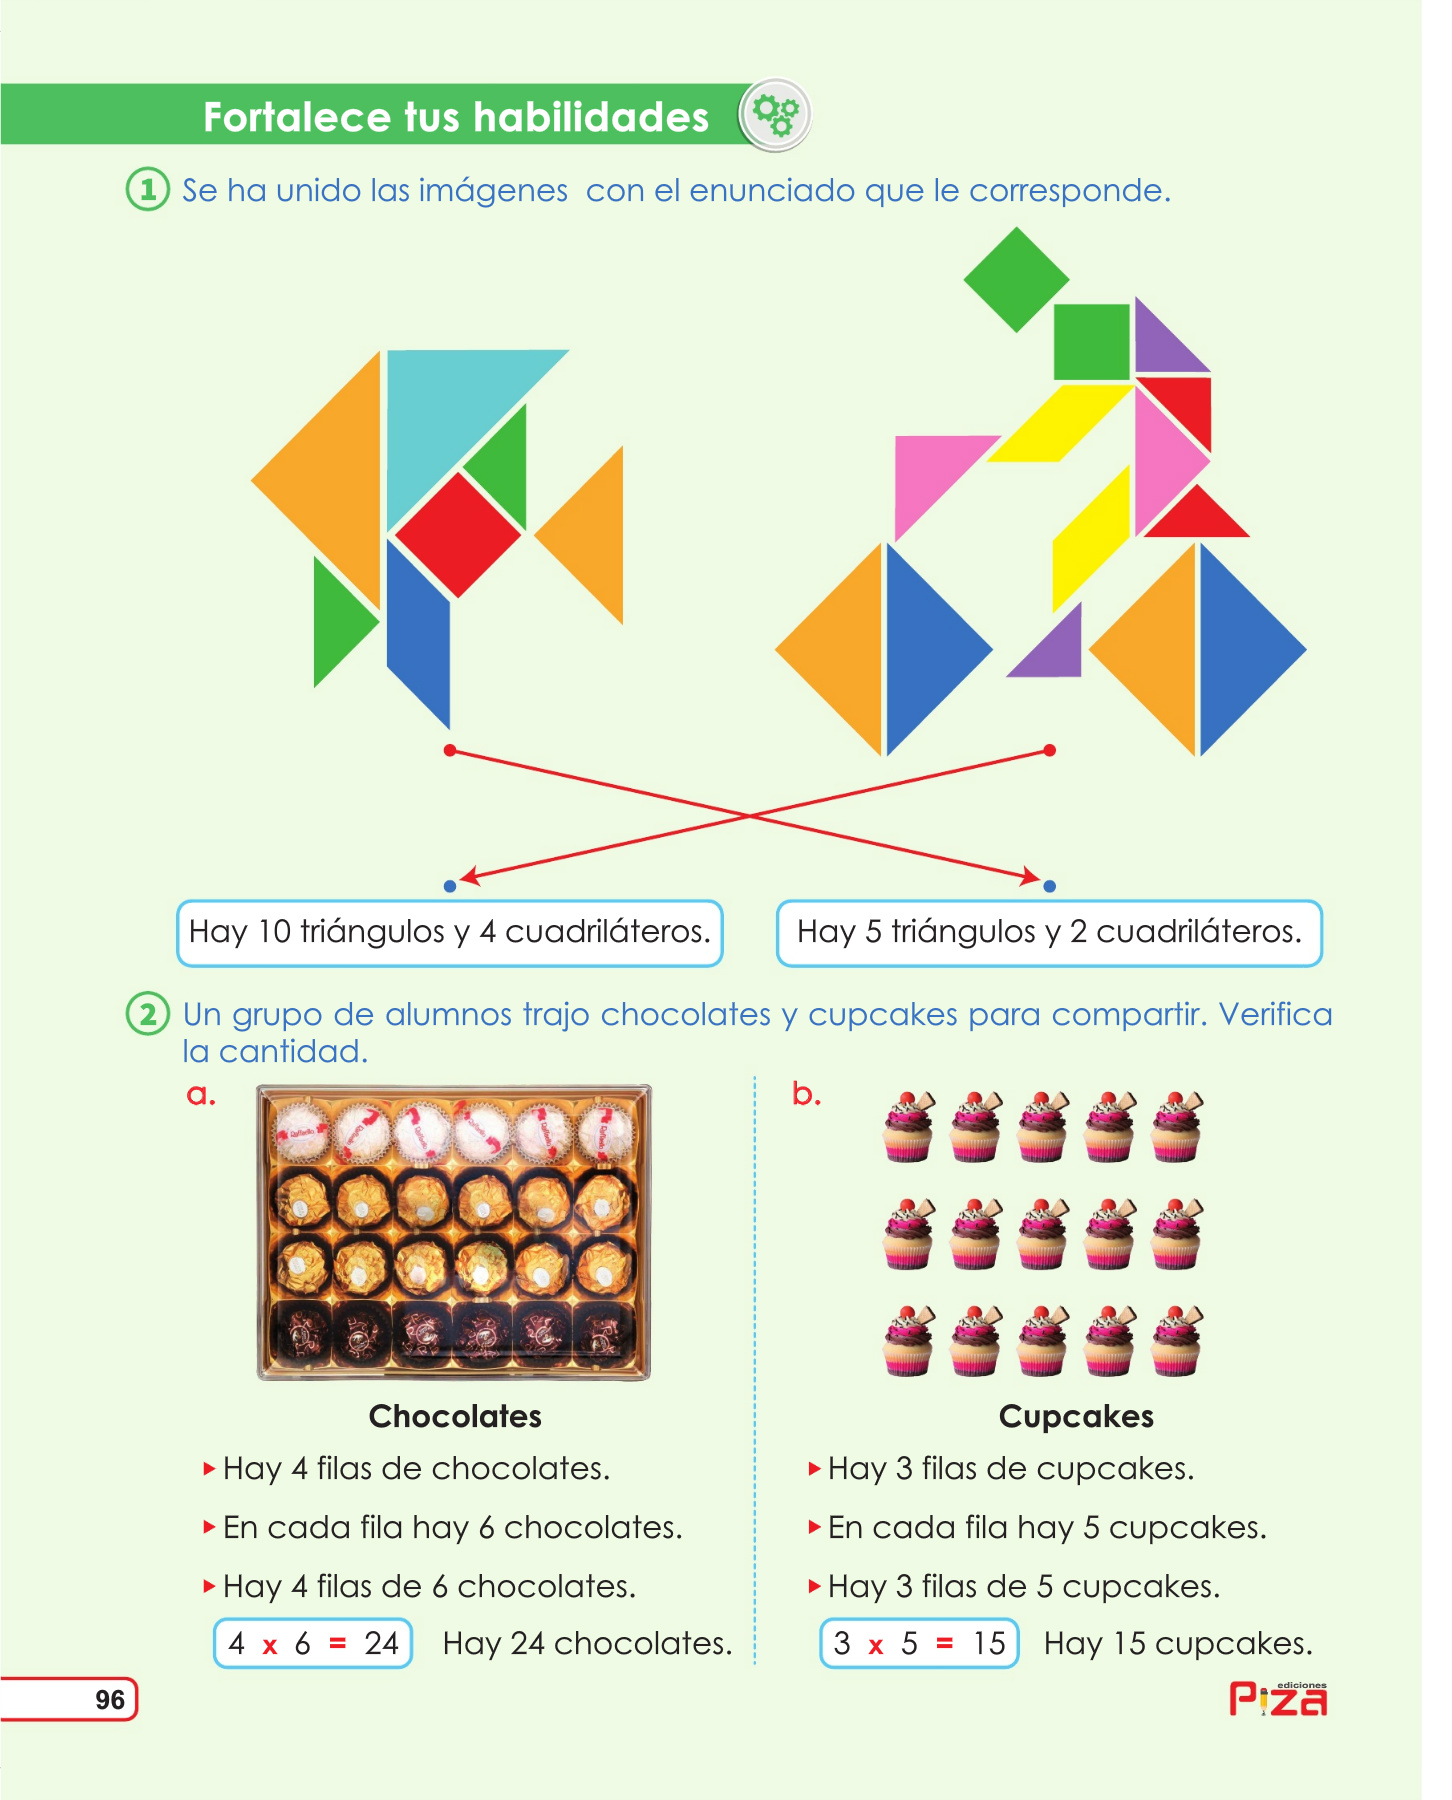 Fortalece tus habilidades
1 Se ha unido las imágenes con el enunciado que le corresponde.
Hay 10 triángulos y 4 cuadriláteros.
Hay 5 triángulos y 2 cuadriláteros.
2 Un grupo de alumnos trajo chocolates y cupcakes para compartir. Verifica
la cantidad.
a.
Raffaello
Chocolates
Hay 4 filas de chocolates.
En cada fila hay 6 chocolates.
Hay 4 filas de 6 chocolates.
4 x 6 = 24 Hay 24 chocolates.
b.
Cupcakes
Hay 3 filas de cupcakes.
En cada fila hay 5 cupcakes.
Hay 3 filas de 5 cupcakes.
3 x 5 = 15 Hay 15 cupcakes.
96
ediciones
Piza